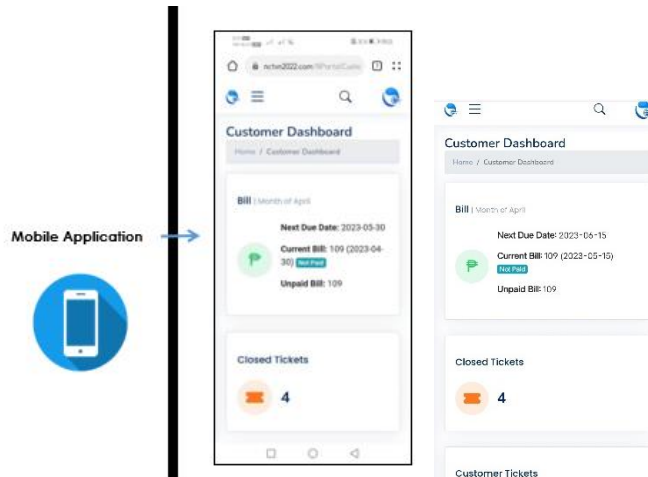 Mobile Application
Customer Dashboard
Home / Customer Dashboard
Bill | Month of April
Next Due Date: 2023-05-30
Current Bill: 109 (2023-04-
30) Not Paid
Unpaid Bill: 109
Closed Tickets
4
Customer Dashboard
Home / Customer Dashboard
Bill | Month of April
Next Due Date: 2023-06-15
Current Bill: 109 (2023-05-15)
Not Paid
Unpaid Bill: 109
Closed Tickets
4
Customer Tickets